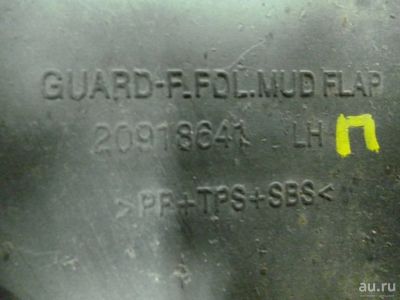 GUARD-F.FDL.MUD FLAP
20918641 LH П
>PP+TPS+SBS<
au.ru